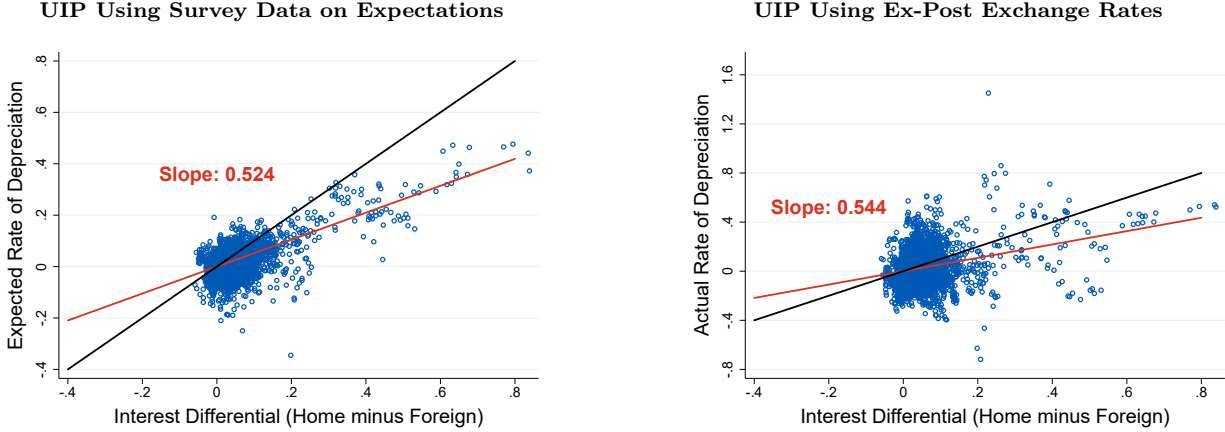 UIP Using Survey Data on Expectations
Expected Rate of Depreciation
.8
.6
.4
.2
0
-.2
-.4
Slope: 0.524
-.4 -.2 0 .2 .4 .6 .8
Interest Differential (Home minus Foreign)
UIP Using Ex-Post Exchange Rates
Actual Rate of Depreciation
1.6
1.2
.8
.4
0
-.4
-.8
Slope: 0.544
-.4 -.2 0 .2 .4 .6 .8
Interest Differential (Home minus Foreign)